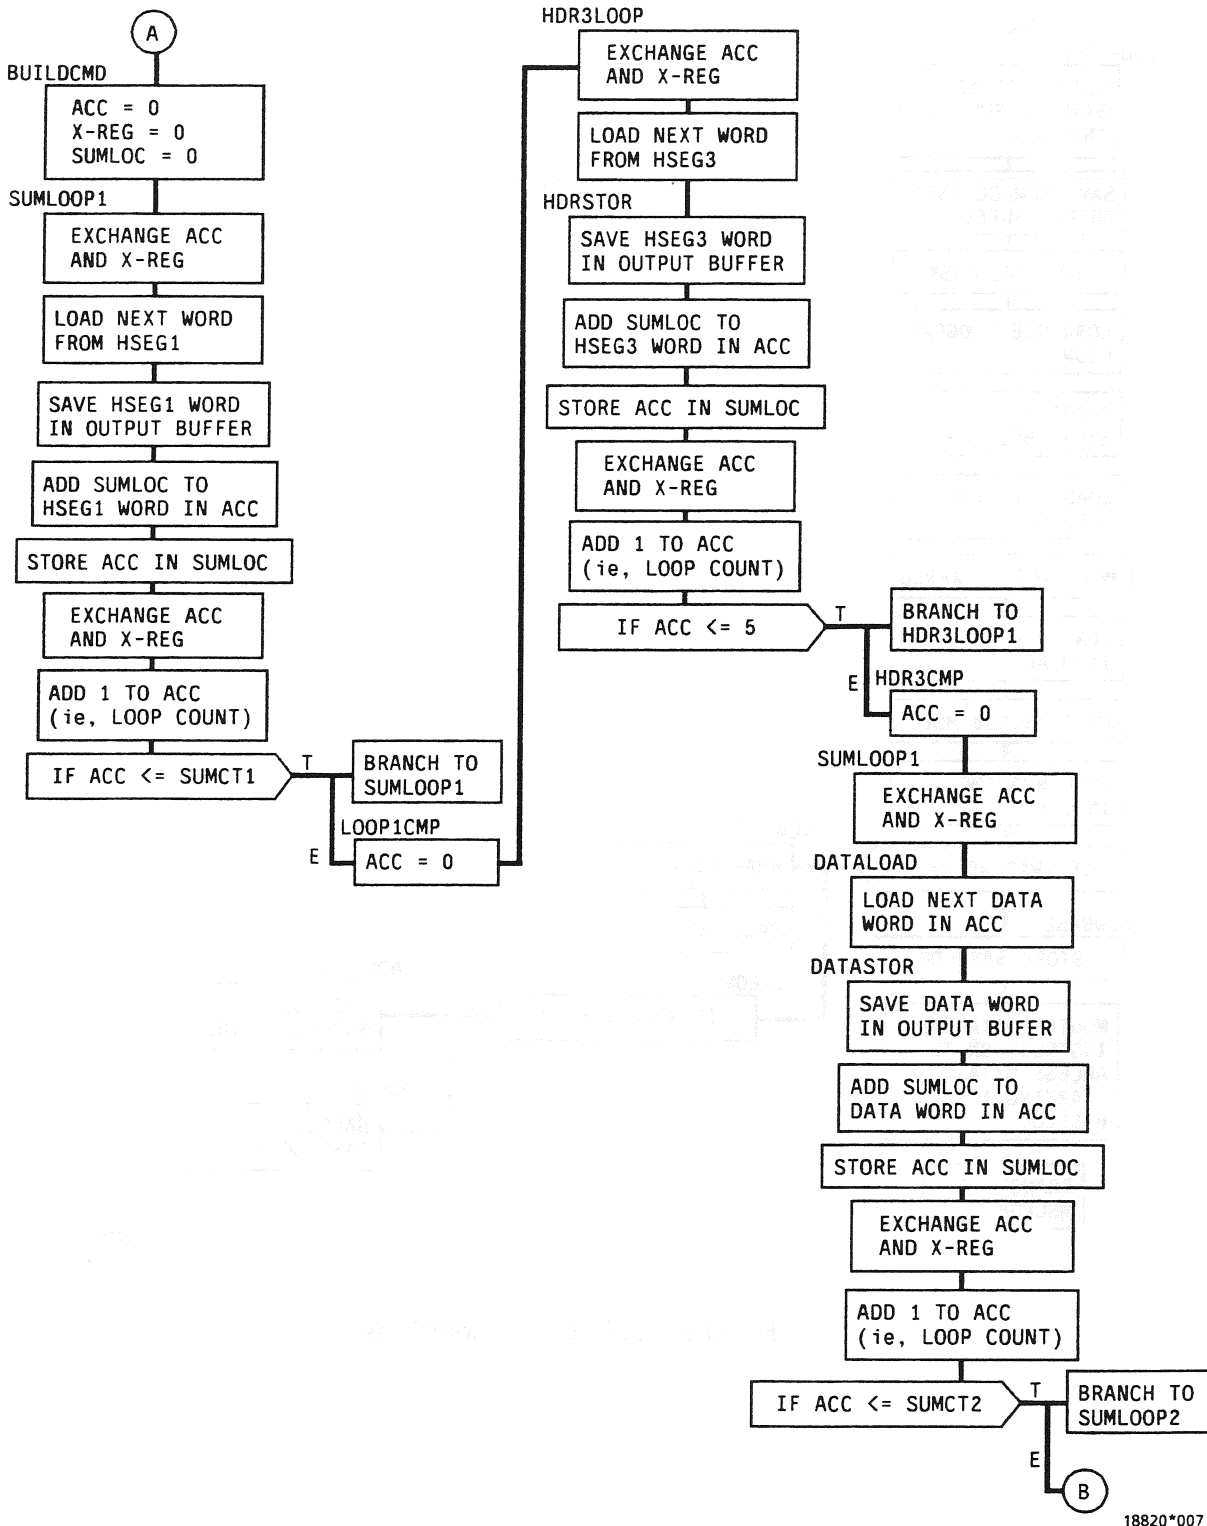 A
BUILDCMD
ACC = 0
X-REG = 0
SUMLOC = 0
SUMLOOP1
EXCHANGE ACC
AND X-REG
LOAD NEXT WORD
FROM HSEG1
SAVE HSEG1 WORD
IN OUTPUT BUFFER
ADD SUMLOC TO
HSEG1 WORD IN ACC
STORE ACC IN SUMLOC
EXCHANGE ACC
AND X-REG
ADD 1 TO ACC
(ie, LOOP COUNT)
IF ACC <= SUMCT1
T
BRANCH TO
SUMLOOP1
LOOP1CMP
E
ACC = 0
HDR3LOOP
EXCHANGE ACC
AND X-REG
LOAD NEXT WORD
FROM HSEG3
HDRSTOR
SAVE HSEG3 WORD
IN OUTPUT BUFFER
ADD SUMLOC TO
HSEG3 WORD IN ACC
STORE ACC IN SUMLOC
EXCHANGE ACC
AND X-REG
ADD 1 TO ACC
(ie, LOOP COUNT)
IF ACC <= 5
T
BRANCH TO
HDR3LOOP1
E
HDR3CMP
ACC = 0
SUMLOOP1
EXCHANGE ACC
AND X-REG
DATALOAD
LOAD NEXT DATA
WORD IN ACC
DATASTOR
SAVE DATA WORD
IN OUTPUT BUFER
ADD SUMLOC TO
DATA WORD IN ACC
STORE ACC IN SUMLOC
EXCHANGE ACC
AND X-REG
ADD 1 TO ACC
(ie, LOOP COUNT)
IF ACC <= SUMCT2
T
BRANCH TO
SUMLOOP2
E
B
18820*007